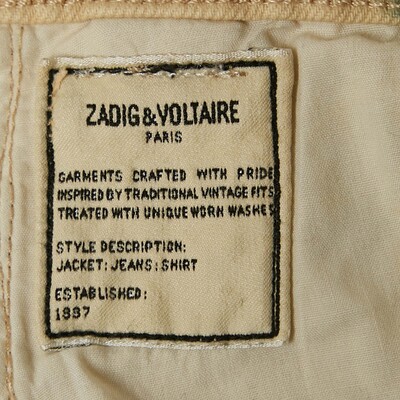 ZADIG&VOLTAIRE
PARIS
GARMENTS CRAFTED WITH PRIDE
INSPIRED BY TRADITIONAL VINTAGE FITS
TREATED WITH UNIQUE WORN WASHES
STYLE DESCRIPTION:
JACKET: JEANS: SHIRT
ESTABLISHED:
1997